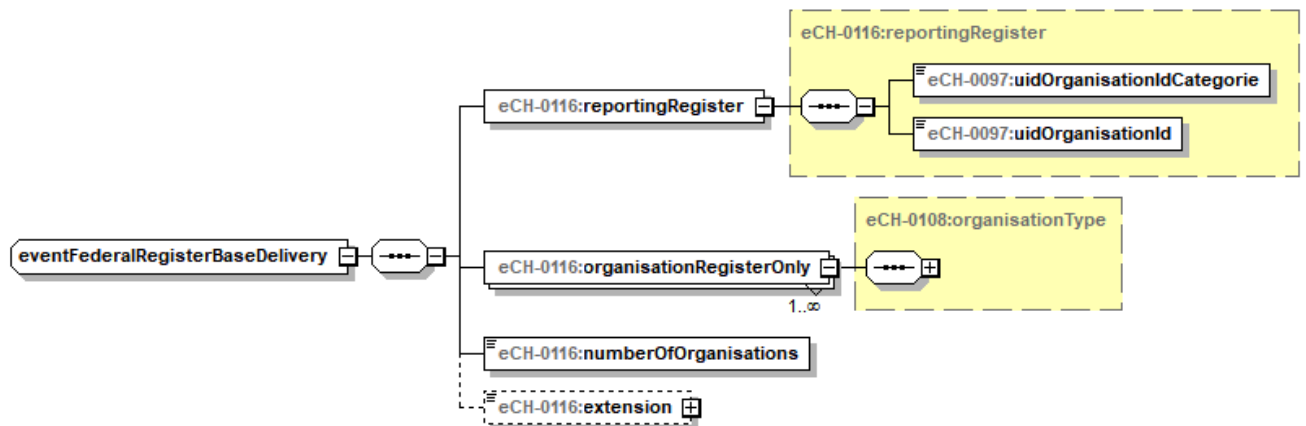 eCH-0116:reportingRegister
eCH-0097:uidOrganisationIdCategorie
eCH-0116:reportingRegister
eCH-0097:uidOrganisationId
eCH-0108:organisationType
eventFederalRegisterBaseDelivery
eCH-0116:organisationRegisterOnly
1..∞
eCH-0116:numberOfOrganisations
eCH-0116:extension